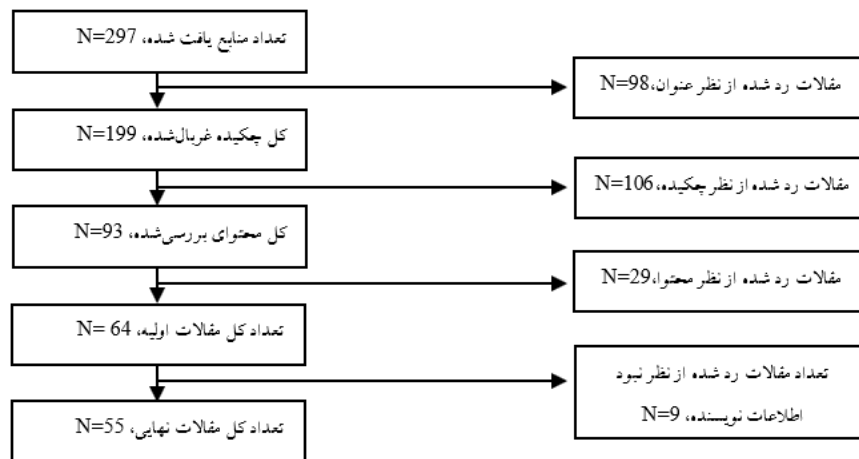 تعداد منابع یافت شده، N=297
مقالات رد شده از نظر عنوان،N=98
کل چکیده غربال‌شده، N=199
مقالات رد شده از نظر چکیده،N=106
کل محتوای بررسی‌شده، N=93
مقالات رد شده از نظر محتوا،N=29
تعداد کل مقالات اولیه، N= 64
تعداد مقالات رد شده از نظر نبود
اطلاعات نویسنده، N=9
تعداد کل مقالات نهایی، N=55